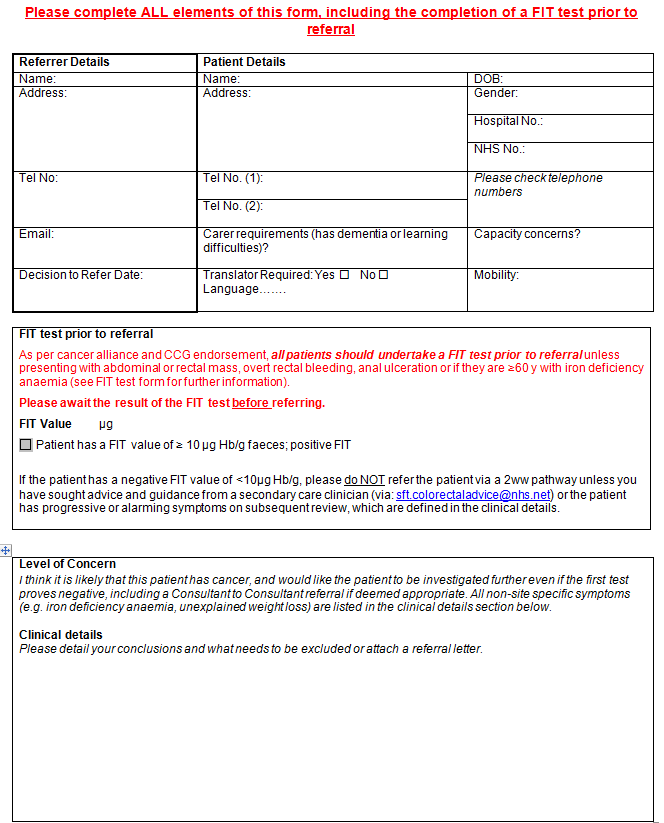 Please complete ALL elements of this form, including the completion of a FIT test prior to
referral
Referrer Details
Patient Details
Name:
Name:
DOB:
Address:
Address:
Gender:
Hospital No.:
NHS No.:
Tel No:
Tel No. (1):
Please check telephone
numbers
Tel No. (2):
Email:
Carer requirements (has dementia or learning
difficulties)?
Capacity concerns?
Decision to Refer Date:
Translator Required: Yes ☐ No ☐
Language…….
Mobility:
FIT test prior to referral
As per cancer alliance and CCG endorsement, all patients should undertake a FIT test prior to referral unless
presenting with abdominal or rectal mass, overt rectal bleeding, anal ulceration or if they are ≥60 y with iron deficiency
anaemia (see FIT test form for further information).
Please await the result of the FIT test before referring.
FIT Value µg
☐ Patient has a FIT value of ≥ 10 µg Hb/g faeces; positive FIT
If the patient has a negative FIT value of <10µg Hb/g, please do NOT refer the patient via a 2ww pathway unless you
have sought advice and guidance from a secondary care clinician (via: sft.colorectaladvice@nhs.net) or the patient
has progressive or alarming symptoms on subsequent review, which are defined in the clinical details.
Level of Concern
I think it is likely that this patient has cancer, and would like the patient to be investigated further even if the first test
proves negative, including a Consultant to Consultant referral if deemed appropriate. All non-site specific symptoms
(e.g. iron deficiency anaemia, unexplained weight loss) are listed in the clinical details section below.
Clinical details
Please detail your conclusions and what needs to be excluded or attach a referral letter.